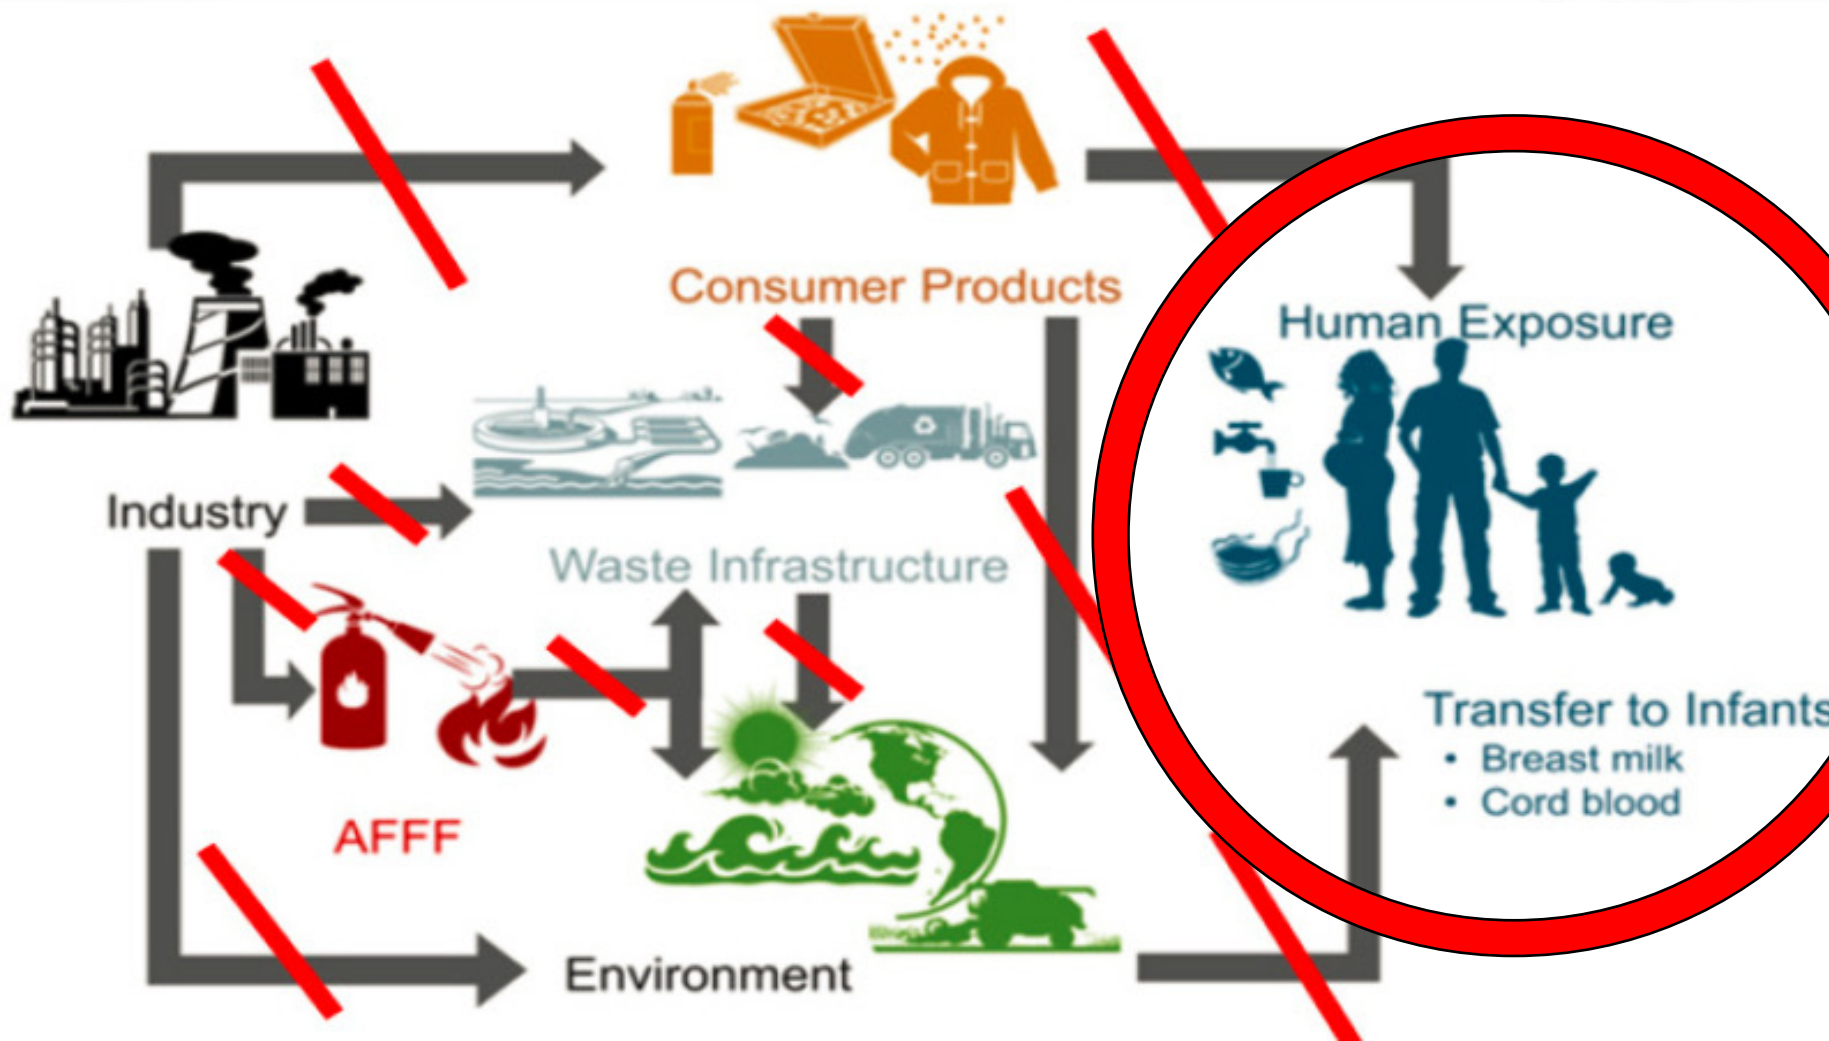 Consumer Products
Human Exposure
Industry
Waste Infrastructure
Transfer to Infants
• Breast milk
• Cord blood
AFFF
Environment